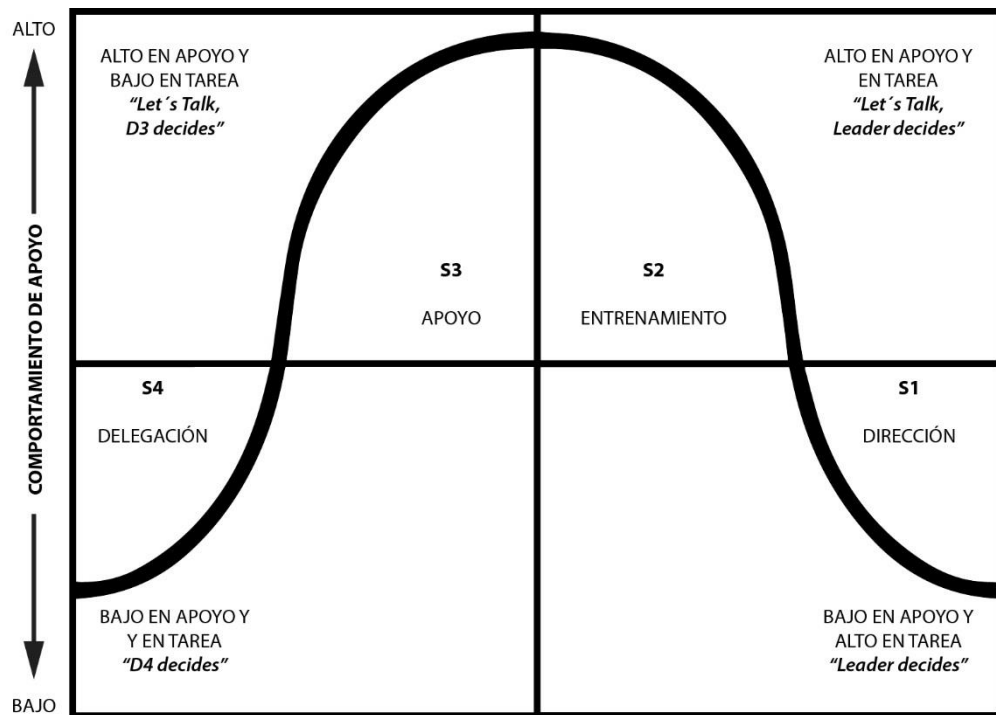 ALTO
COMPORTAMIENTO DE APOYO
BAJO
ALTO EN APOYO Y
BAJO EN TAREA
“Let´s Talk,
D3 decides”
ALTO EN APOYO Y
EN TAREA
“Let´s Talk,
Leader decides”
S3
APOYO
S2
ENTRENAMIENTO
S4
DELEGACIÓN
S1
DIRECCIÓN
BAJO EN APOYO Y
Y EN TAREA
“D4 decides”
BAJO EN APOYO Y
ALTO EN TAREA
“Leader decides”